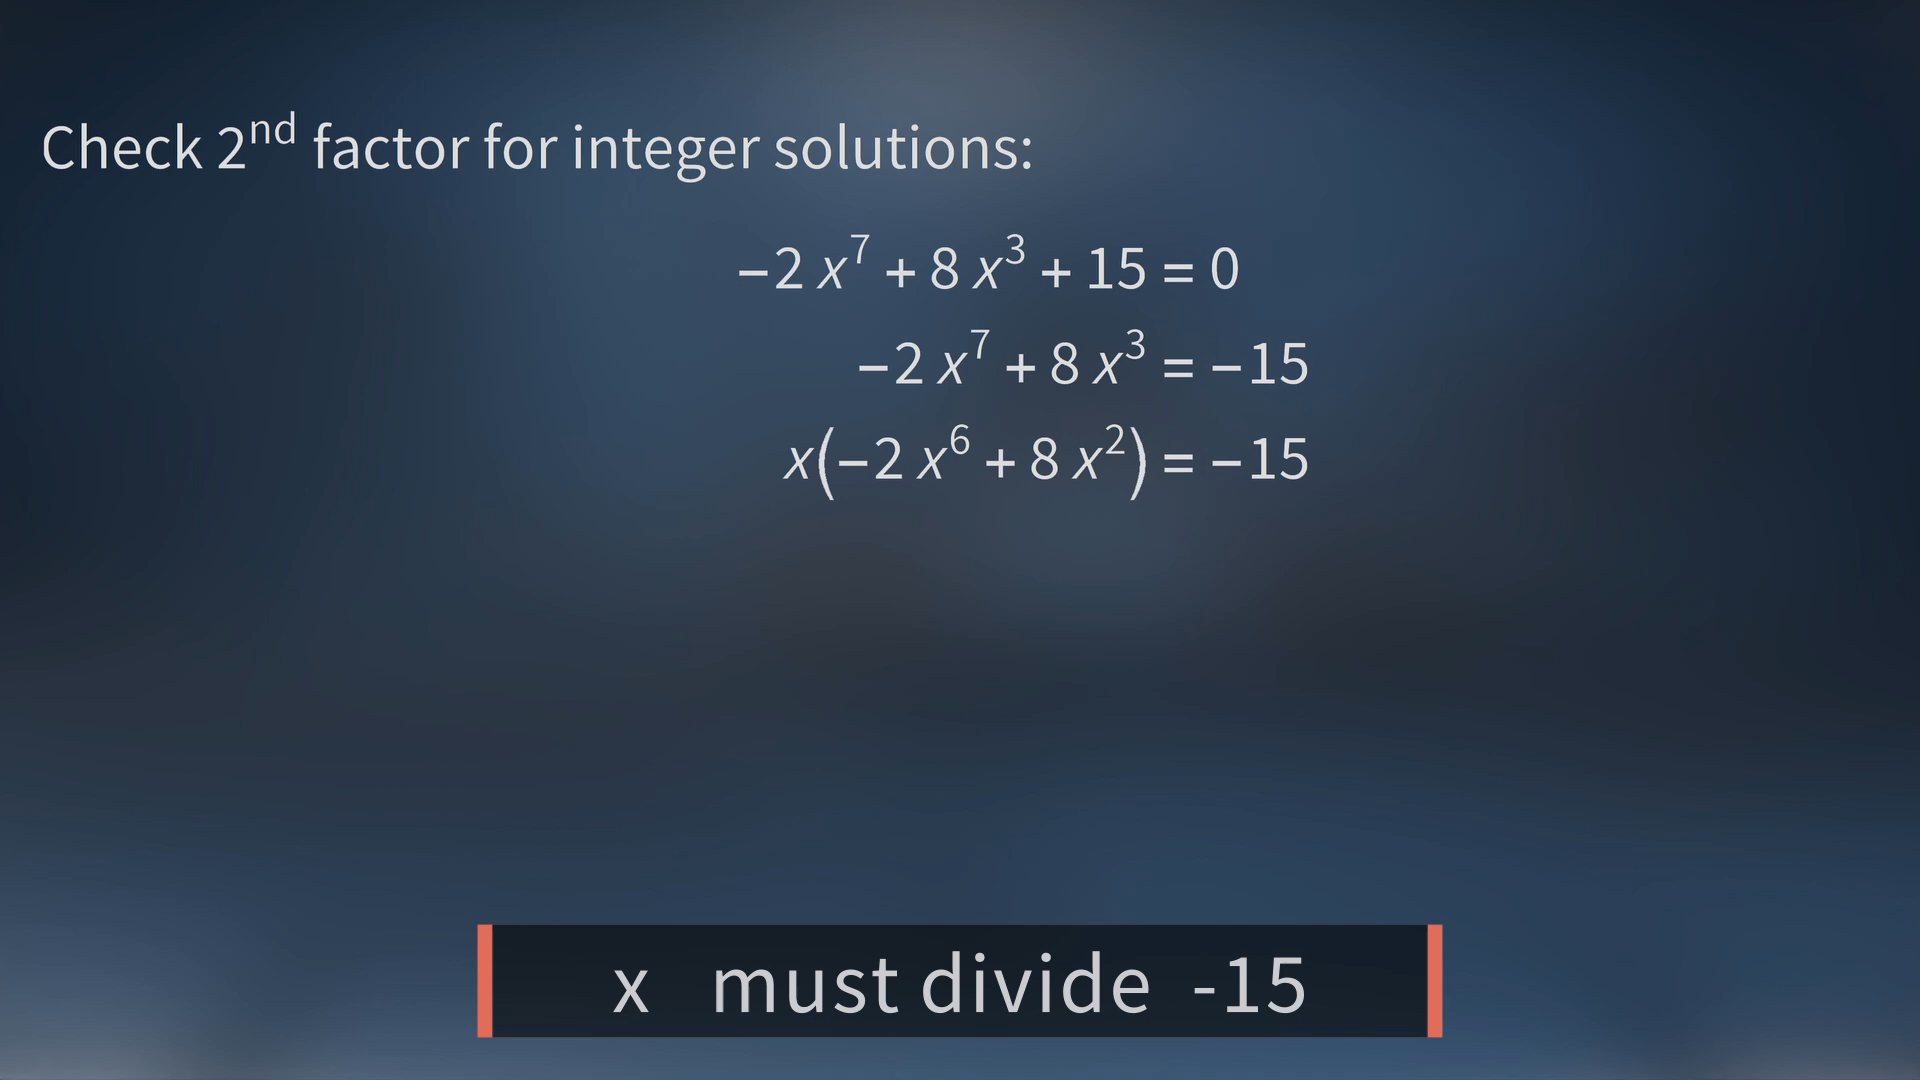 Check 2ⁿᵈ factor for integer solutions:
−2 x⁷ + 8 x³ + 15 = 0
−2 x⁷ + 8 x³ = −15
x(−2 x⁶ + 8 x²) = −15
x must divide -15